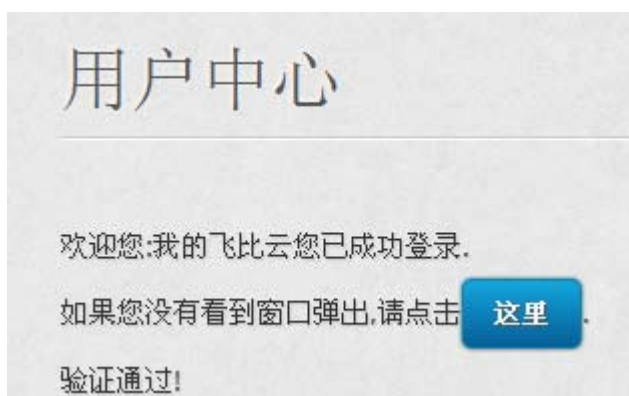 用户中心
欢迎您:我的飞比云您已成功登录.
如果您没有看到窗口弹出,请点击 这里 .
验证通过!